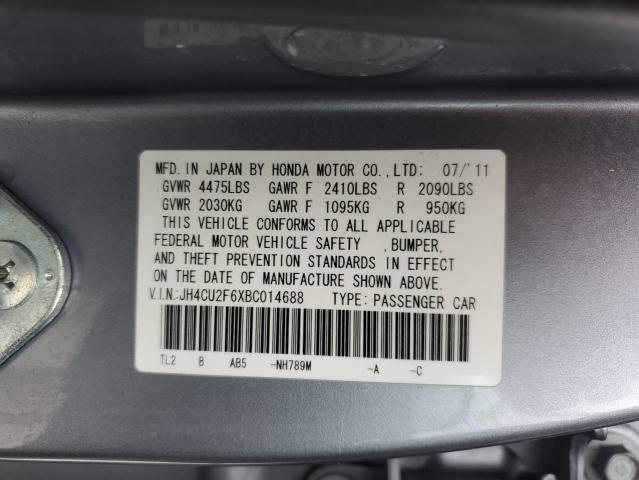 MFD. IN JAPAN BY HONDA MOTOR CO.,LTD: 07/'11
GVWR 4475LBS GAWR F 2410LBS R 2090LBS
GVWR 2030KG GAWR F 1095KG R 950KG
THIS VEHICLE CONFORMS TO ALL APPLICABLE
FEDERAL MOTOR VEHICLE SAFETY ,BUMPER,
AND THEFT PREVENTION STANDARDS IN EFFECT
ON THE DATE OF MANUFACTURE SHOWN ABOVE.
V.I.N.:JH4CU2F6XBC014688 TYPE: PASSENGER CAR
TL2 B AB5 -NH789M -A -C